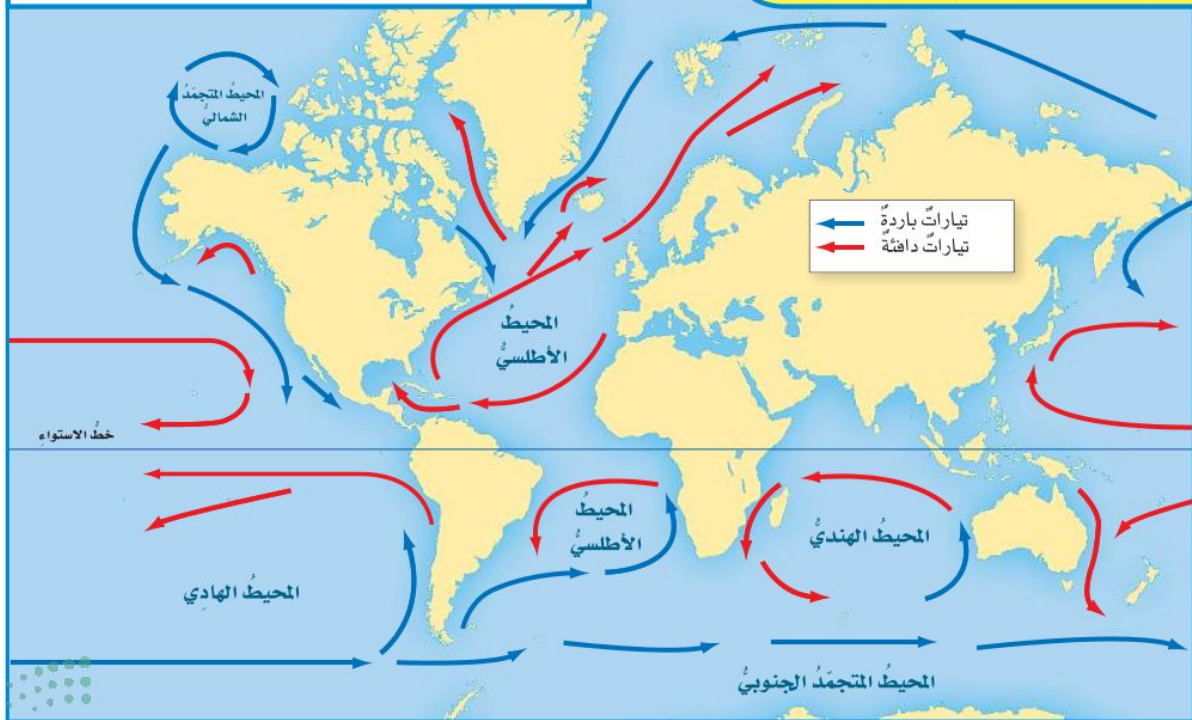 المحيطُ المتجمّدُ
الشماليُّ
تياراتٌ باردةٌ
تياراتٌ دافئةٌ
المحيطُ
الأطلسيُّ
خطُّ الاستواءِ
المحيطُ
الأطلسيُّ
المحيطُ الهنديُّ
المحيطُ الهادِي
المحيطُ المتجمّدُ الجنوبيُّ